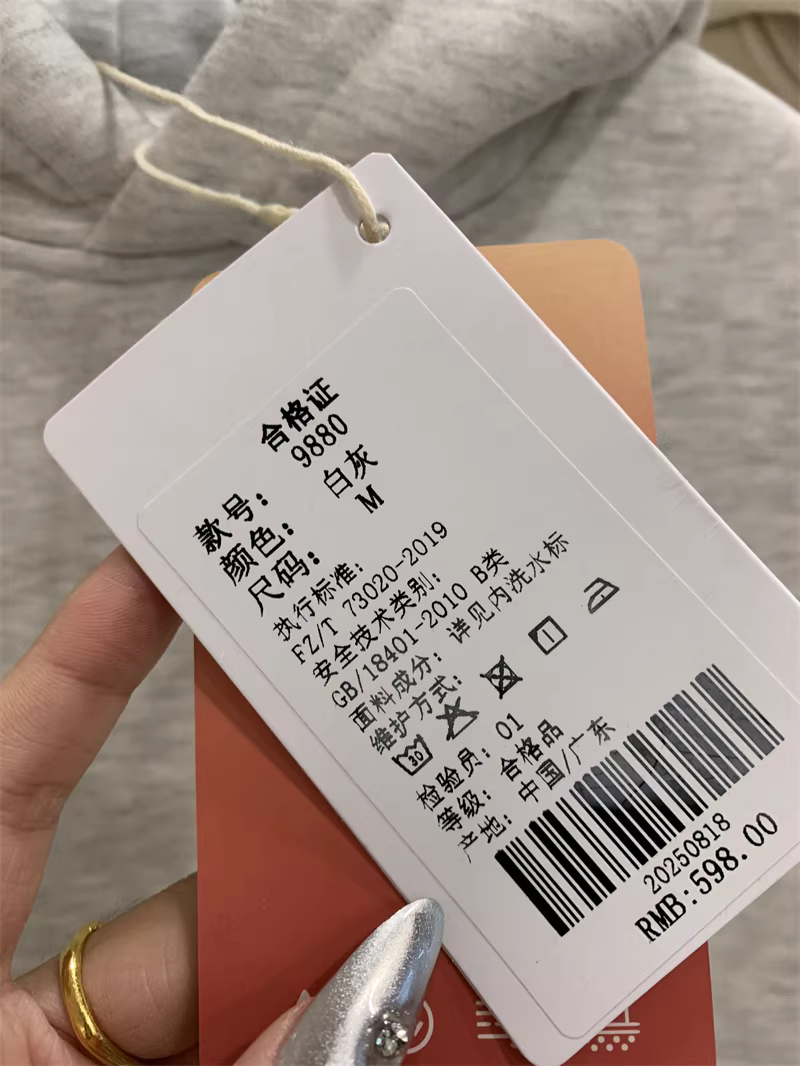 合格证
款号： 9880
颜色： 白灰
尺码： M
执行标准：
FZ/T 73020-2019
安全技术类别：
GB/18401-2010 B类
面料成分： 详见内洗水标
维护方式：
30
检验员： 01
等级： 合格品
产地： 中国/广东
20250818
RMB:598.00